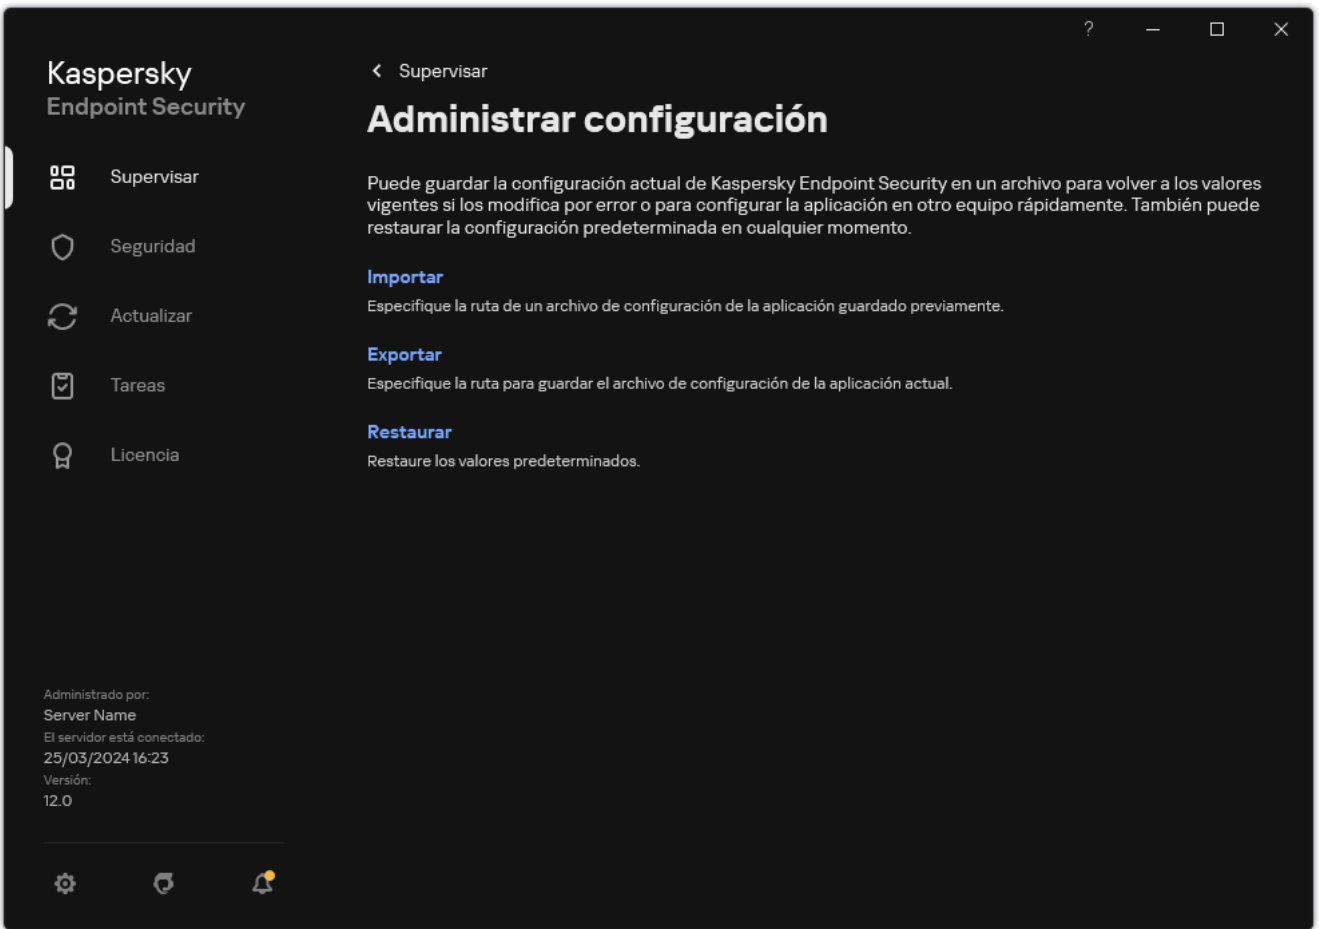 ?
Kaspersky
Endpoint Security
Supervisar
Seguridad
Actualizar
Tareas
Licencia
Administrado por:
Server Name
El servidor está conectado:
25/03/2024 16:23
Versión:
12.0
Supervisar
Administrar configuración
Puede guardar la configuración actual de Kaspersky Endpoint Security en un archivo para volver a los valores
vigentes si los modifica por error o para configurar la aplicación en otro equipo rápidamente. También puede
restaurar la configuración predeterminada en cualquier momento.
Importar
Especifique la ruta de un archivo de configuración de la aplicación guardado previamente.
Exportar
Especifique la ruta para guardar el archivo de configuración de la aplicación actual.
Restaurar
Restaure los valores predeterminados.